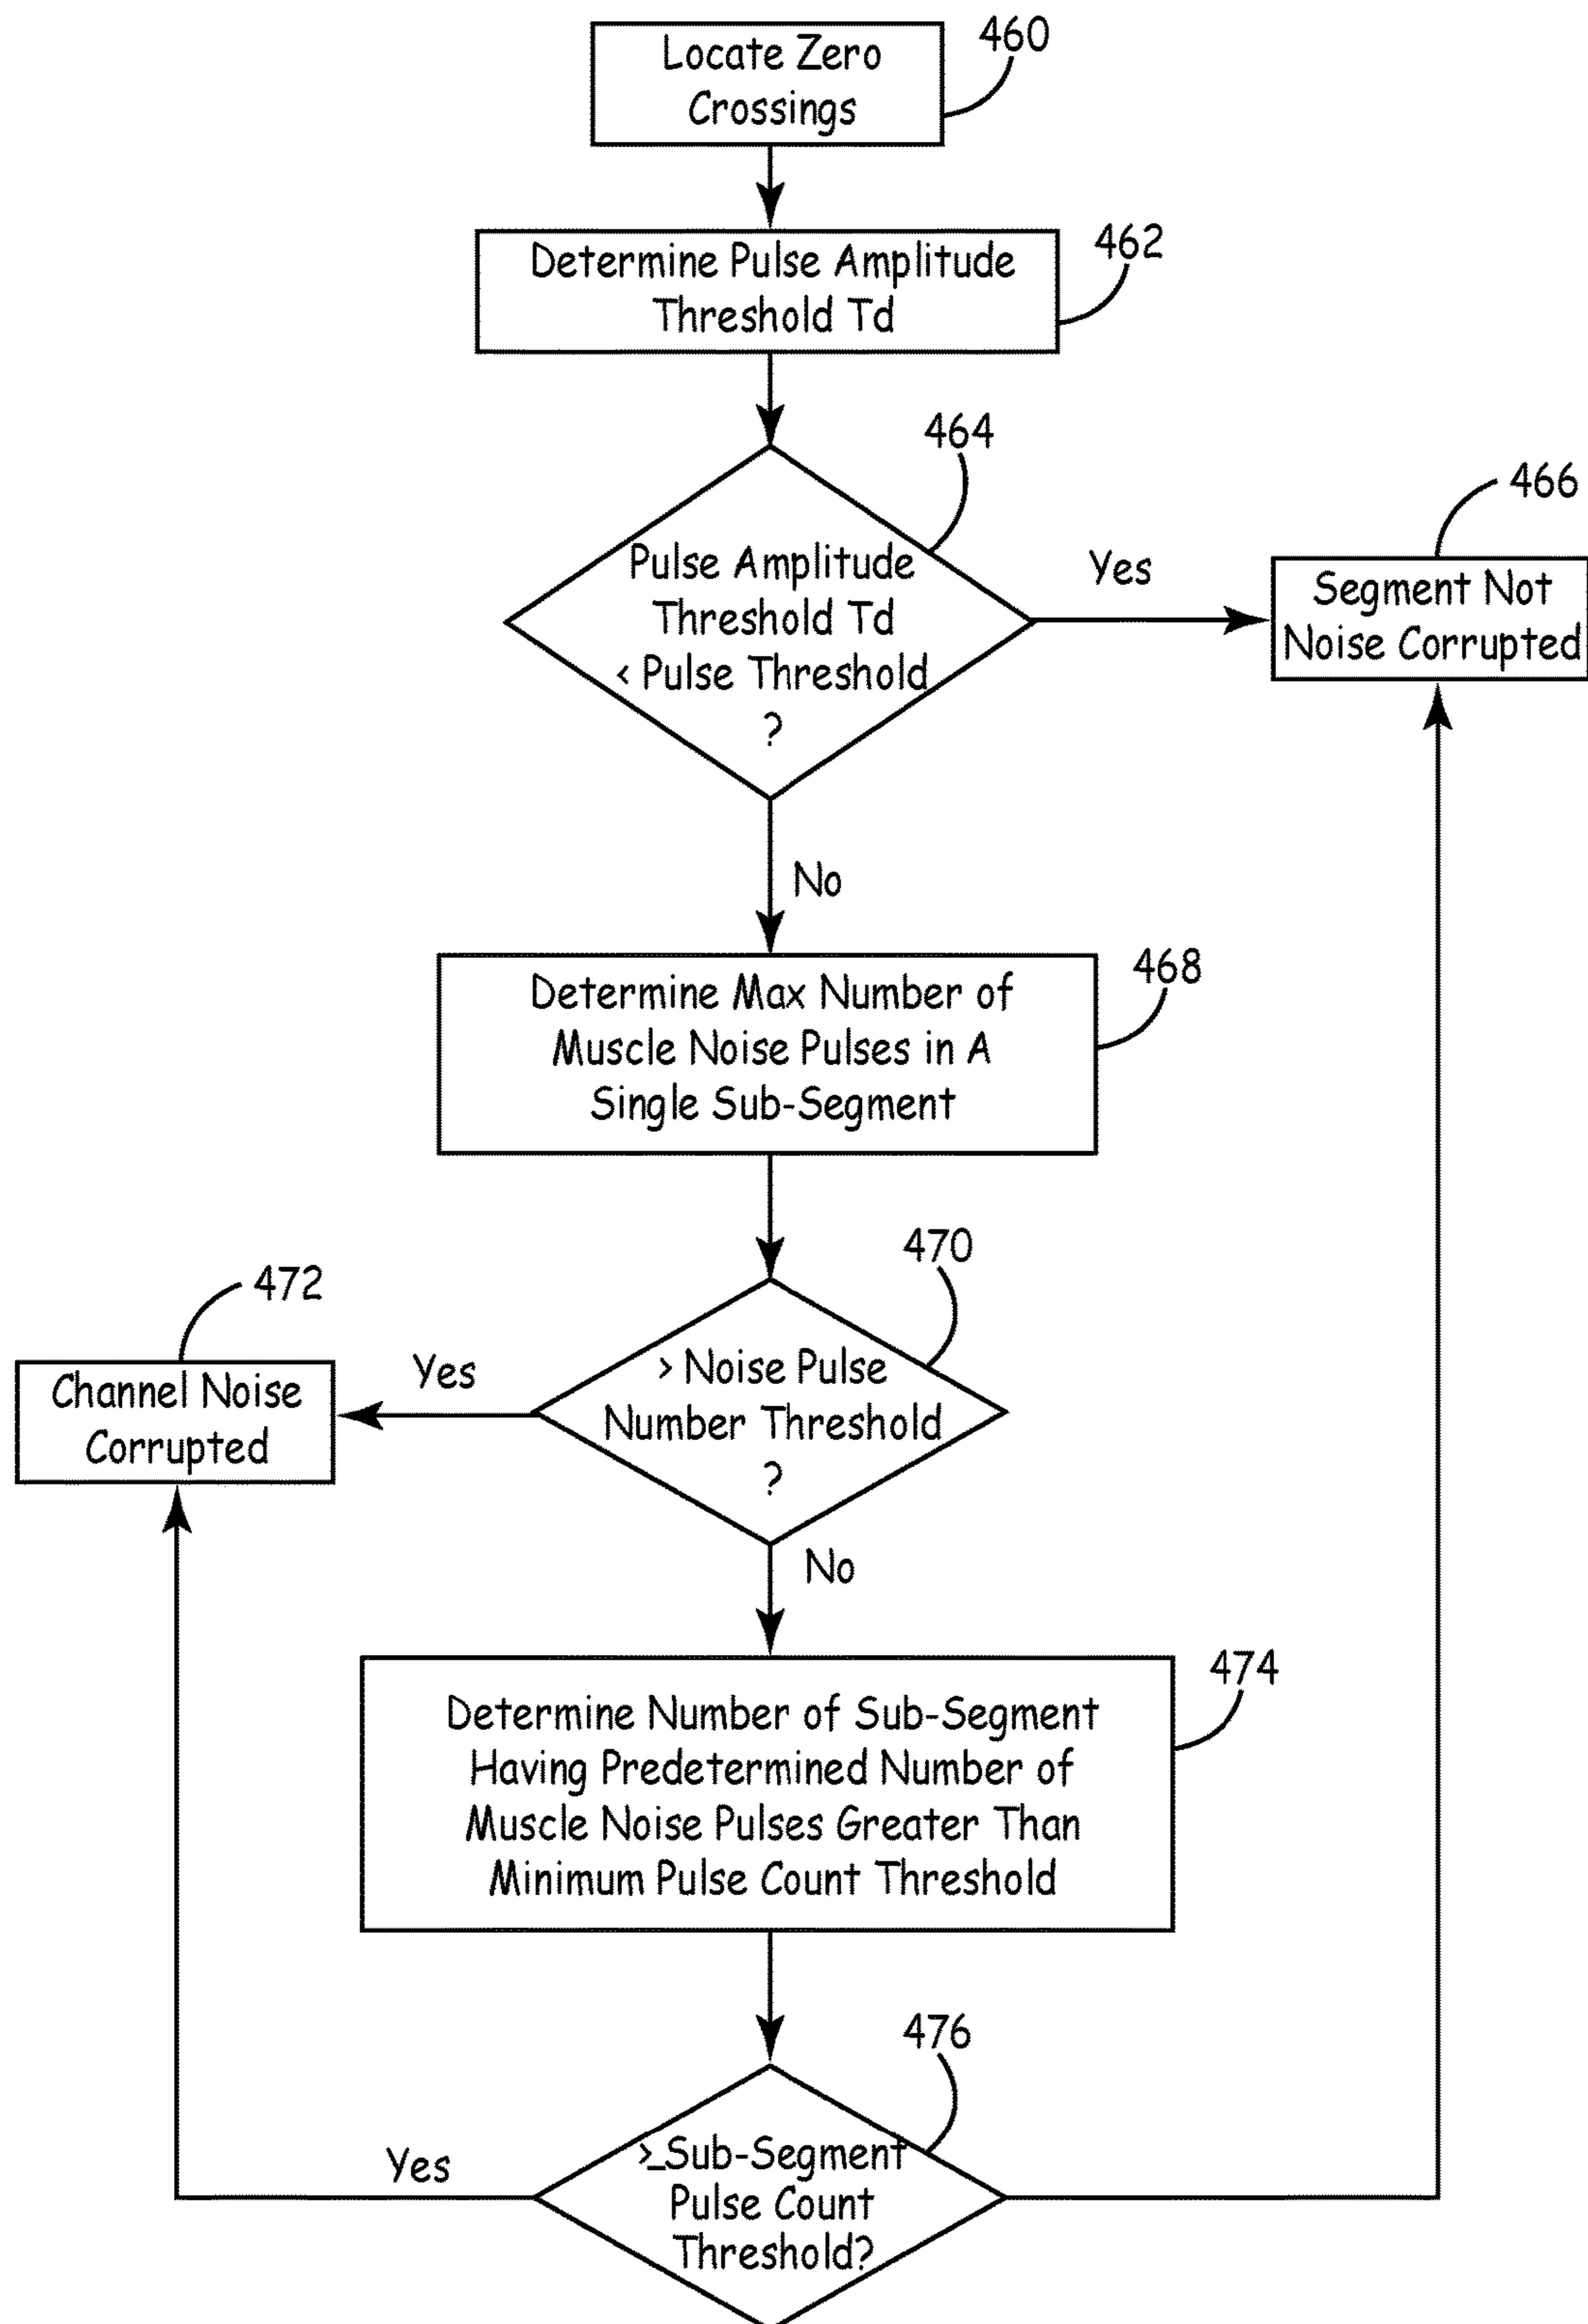 Locate Zero
Crossings
460
Determine Pulse Amplitude
Threshold Td
462
464
Pulse Amplitude
Threshold Td
< Pulse Threshold
?
Yes
466
Segment Not
Noise Corrupted
No
Determine Max Number of
Muscle Noise Pulses in A
Single Sub-Segment
468
470
> Noise Pulse
Number Threshold
?
Yes
472
Channel Noise
Corrupted
No
474
Determine Number of Sub-Segment
Having Predetermined Number of
Muscle Noise Pulses Greater Than
Minimum Pulse Count Threshold
476
≥ Sub-Segment
Pulse Count
Threshold?
Yes